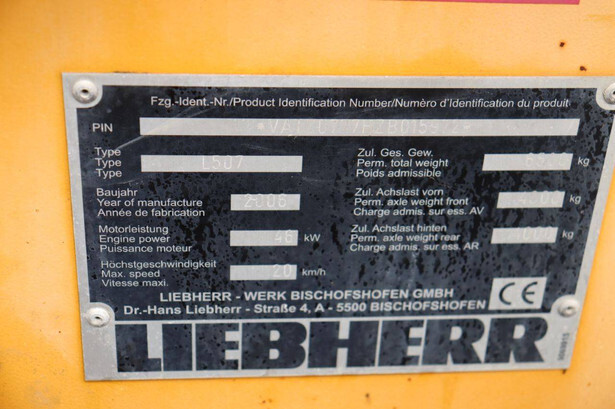 Fzg.-Ident.-Nr./Product Identification Number/Numèro d'Identification du produit
PIN
Type
Type L507
Type
Baujahr
Year of manufacture 2006
Année de fabrication
Motorleistung
Engine power 46 kW
Puissance moteur
Höchstgeschwindigkeit
Max. speed 20 km/h
Vitesse maxi.
Zul. Ges. Gew.
Perm. total weight kg
Poids admissible
Zul. Achslast vorn
Perm. axle weight front kg
Charge admis. sur ess. AV
Zul. Achslast hinten
Perm. axle weight rear kg
Charge admis. sur ess. AR
LIEBHERR - WERK BISCHOFSHOFEN GMBH
Dr.-Hans Liebherr - Straße 4, A - 5500 BISCHOFSHOFEN
CE
LIEBHERR